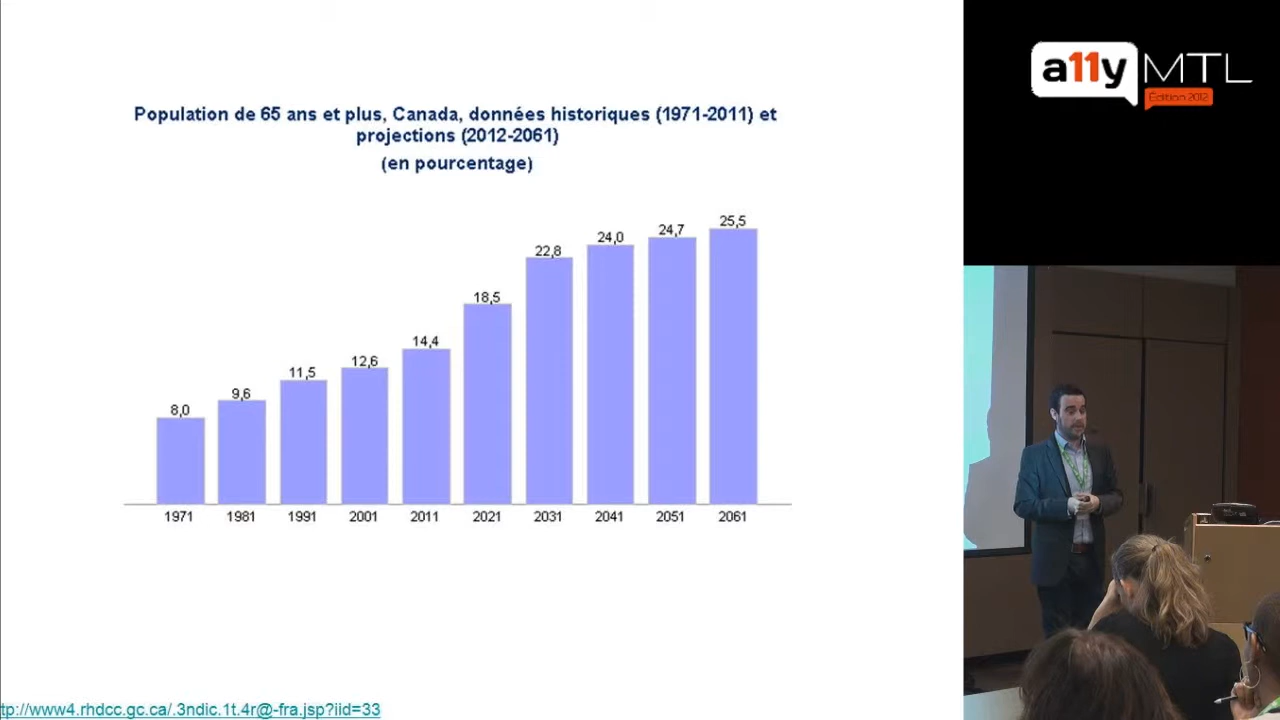 Population de 65 ans et plus, Canada, données historiques (1971-2011) et
projections (2012-2061)
(en pourcentage)
8,0
9,6
11,5
12,6
14,4
18,5
22,8
24,0
24,7
25,5
1971 1981 1991 2001 2011 2021 2031 2041 2051 2061
tp://www4.rhdcc.gc.ca/.3ndic.1t.4r@-fra.jsp?iid=33
a11y MTL
Édition 2012